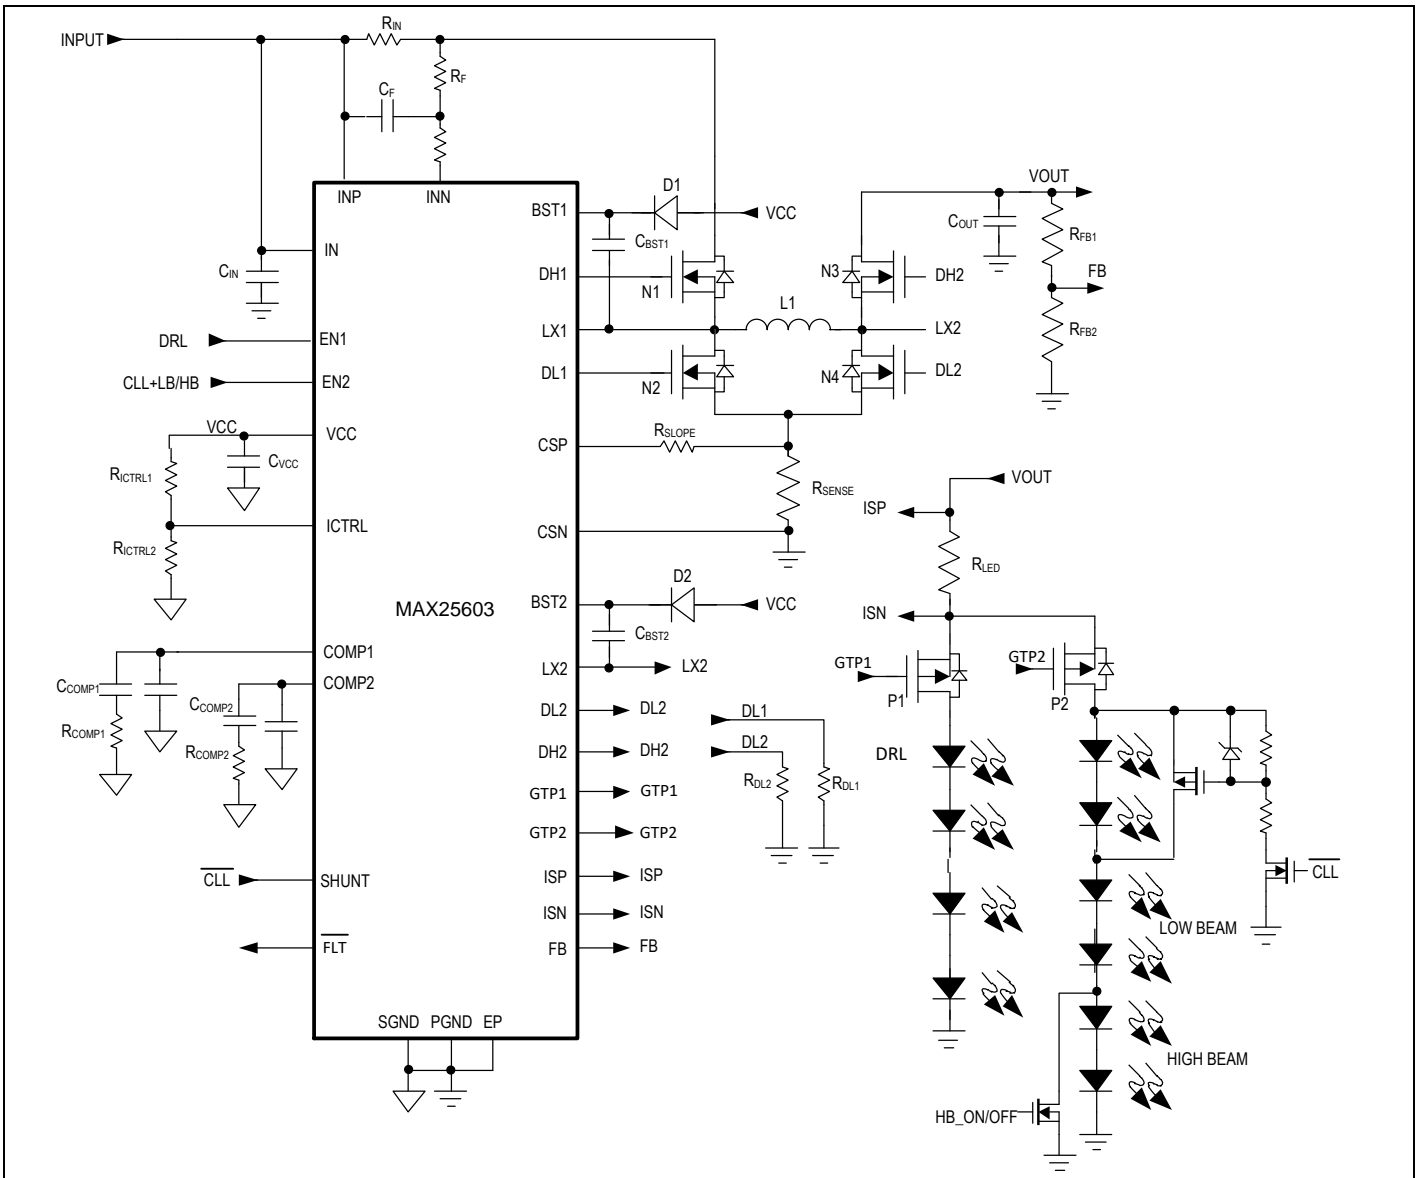 INPUT
RIN
RF
CF
INP
INN
IN
CIN
DRL
EN1
CLL+LB/HB
EN2
VCC
VCC
CVCC
RICTRL1
ICTRL
RICTRL2
MAX25603
COMP1
COMP2
CCOMP1
RCOMP1
CCOMP2
RCOMP2
CLL
SHUNT
FLT
SGND PGND EP
BST1
D1
VCC
CBST1
DH1
N1
LX1
DL1
N2
L1
N3
DH2
LX2
N4
DL2
CSP
RSLOPE
RSENSE
CSN
BST2
D2
VCC
CBST2
LX2
LX2
DL2
DL2
DH2
DH2
GTP1
GTP1
GTP2
GTP2
ISP
ISP
ISN
ISN
FB
FB
DL1
DL2
RDL2
RDL1
VOUT
COUT
RFB1
FB
RFB2
VOUT
ISP
RLED
ISN
GTP1
P1
GTP2
P2
DRL
CLL
LOW BEAM
HIGH BEAM
HB_ON/OFF